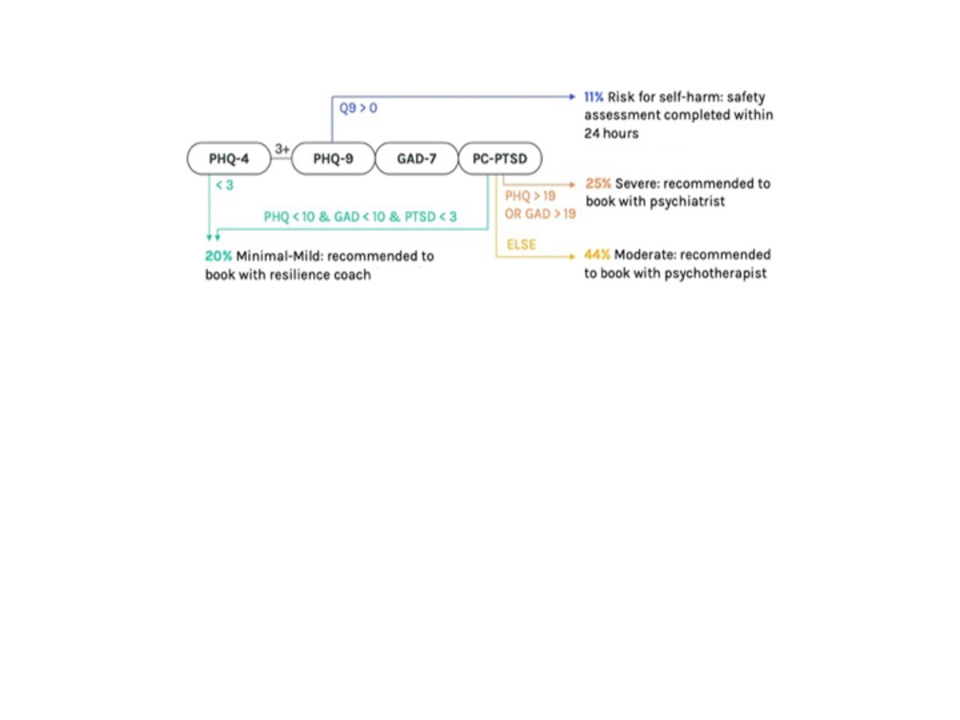 Q9 > 0
11% Risk for self-harm: safety
assessment completed within
24 hours
PHQ-4
3+
PHQ-9
GAD-7
PC-PTSD
< 3
PHQ < 10 & GAD < 10 & PTSD < 3
20% Minimal-Mild: recommended to
book with resilience coach
PHQ > 19
OR GAD > 19
25% Severe: recommended to
book with psychiatrist
ELSE
44% Moderate: recommended
to book with psychotherapist